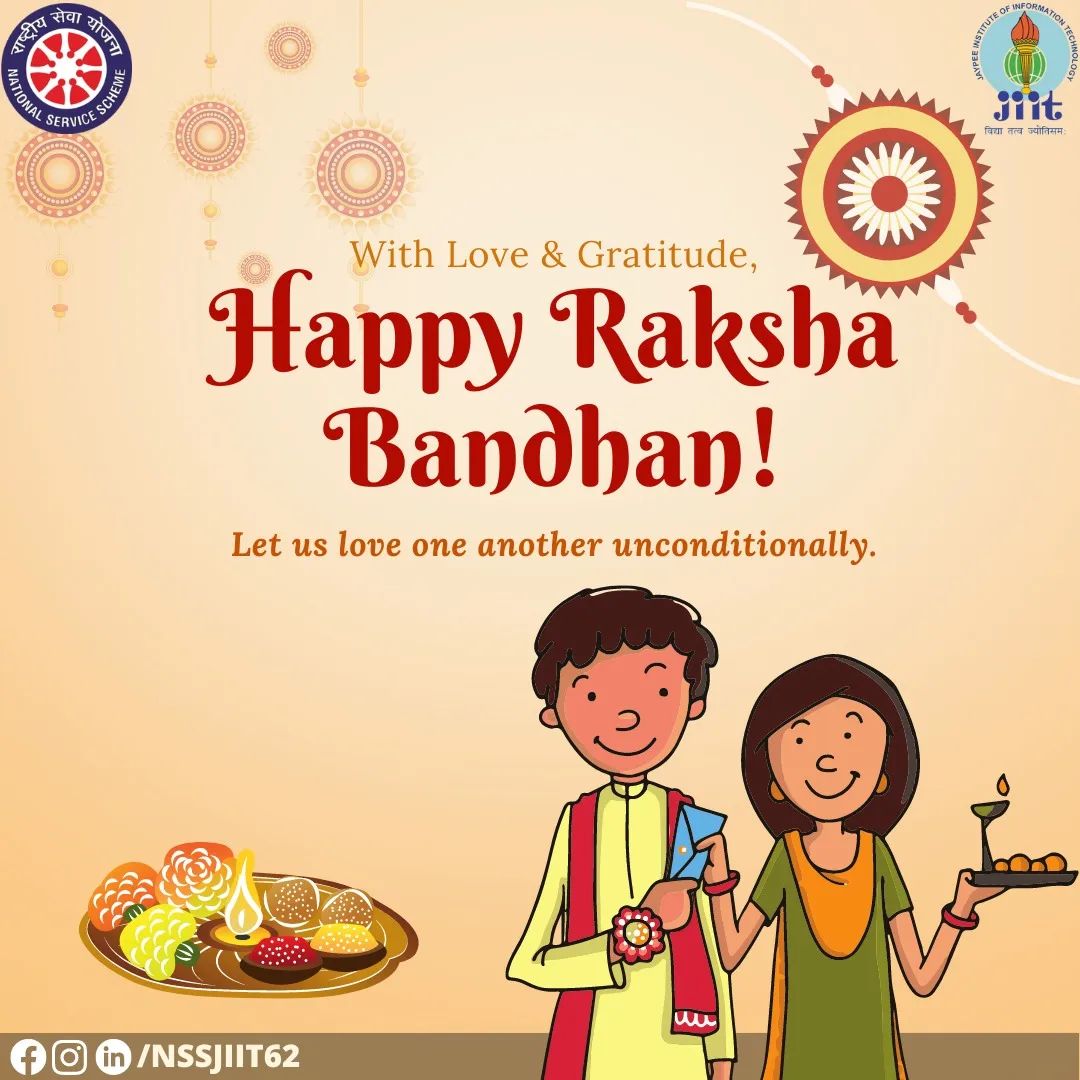 राष्ट्रीय सेवा योजना
NATIONAL SERVICE SCHEME
JAYPEE INSTITUTE OF INFORMATION TECHNOLOGY
jiit
विद्या तत्व ज्योतिसमः
With Love & Gratitude,
Happy Raksha
Bandhan!
Let us love one another unconditionally.
/NSSJIIT62